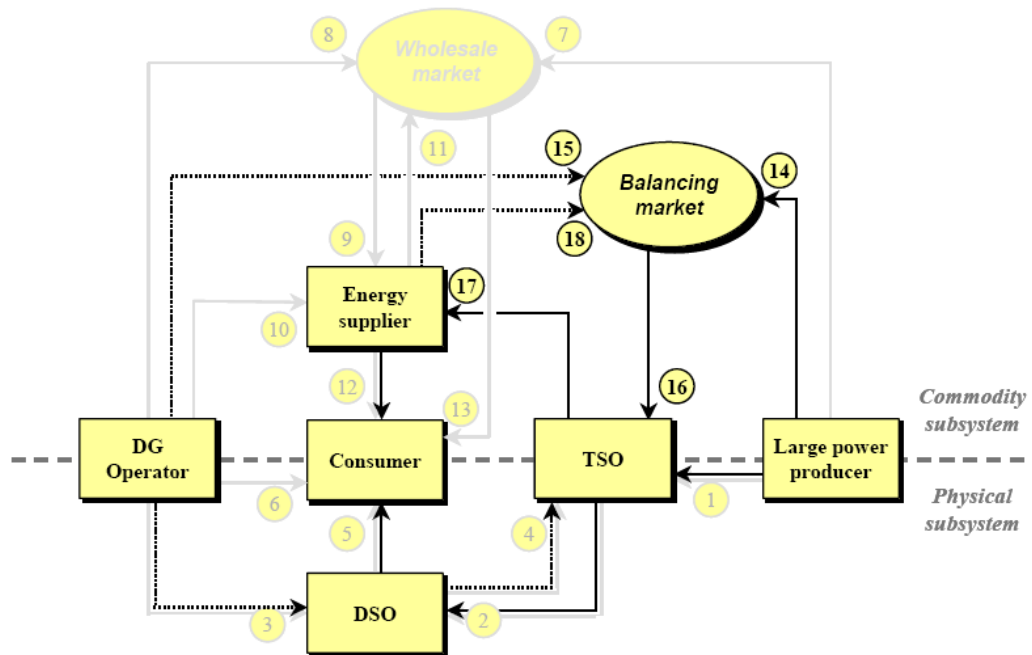 8
Wholesale
market
7
11
15
Balancing
market
14
18
9
Energy
supplier
17
10
12
16
13
Commodity
subsystem
DG
Operator
Consumer
TSO
Large power
producer
6
5
4
1
Physical
subsystem
3
DSO
2